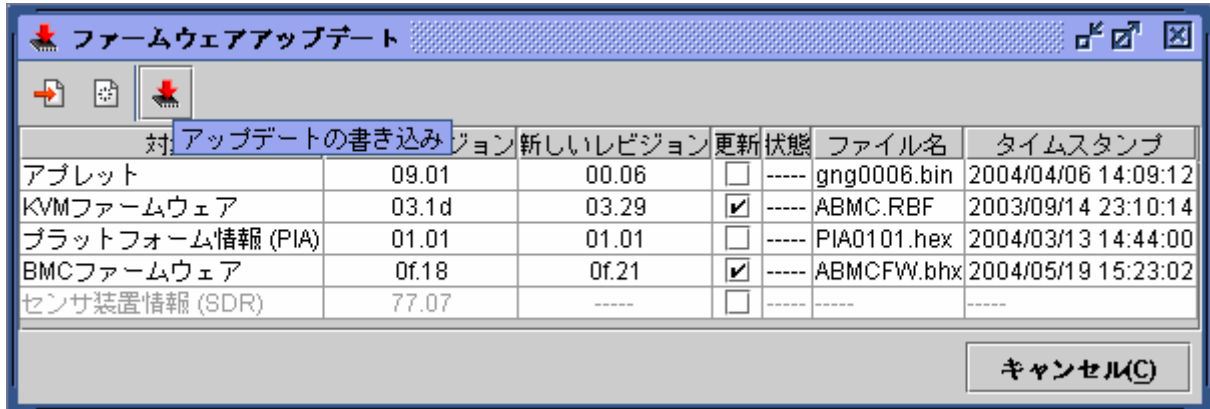 ファームウェアアップデート
アップデートの書き込み
対 ジョン 新しいレビジョン 更新 状態 ファイル名 タイムスタンプ
アプレット 09.01 00.06 ----- gng0006.bin 2004/04/06 14:09:12
KVMファームウェア 03.1d 03.29 ----- ABMC.RBF 2003/09/14 23:10:14
プラットフォーム情報 (PIA) 01.01 01.01 ----- PIA0101.hex 2004/03/13 14:44:00
BMCファームウェア 0f.18 0f.21 ----- ABMCFW.bhx 2004/05/19 15:23:02
センサ装置情報 (SDR) 77.07 ----- ----- ----- -----
キャンセル(C)